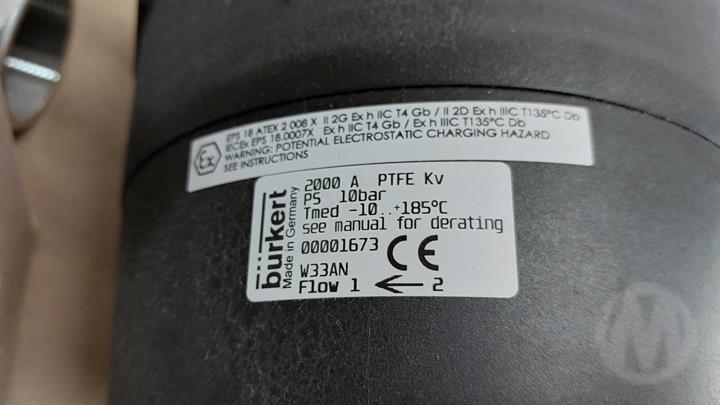 EPS 18 ATEX 2 008 X II 2G Ex h IIC T4 Gb / II 2D Ex h IIIC T135°C Db
IECEx EPS 18.0007X Ex h IIC T4 Gb / Ex h IIIC T135°C Db
WARNING: POTENTIAL ELECTROSTATIC CHARGING HAZARD
SEE INSTRUCTIONS
Ex
bürkert
Made in Germany
2000 A PTFE Kv
PS 10bar
Tmed -10..+185°C
see manual for derating
00001673 CE
W33AN
Flow 1 ← 2
M